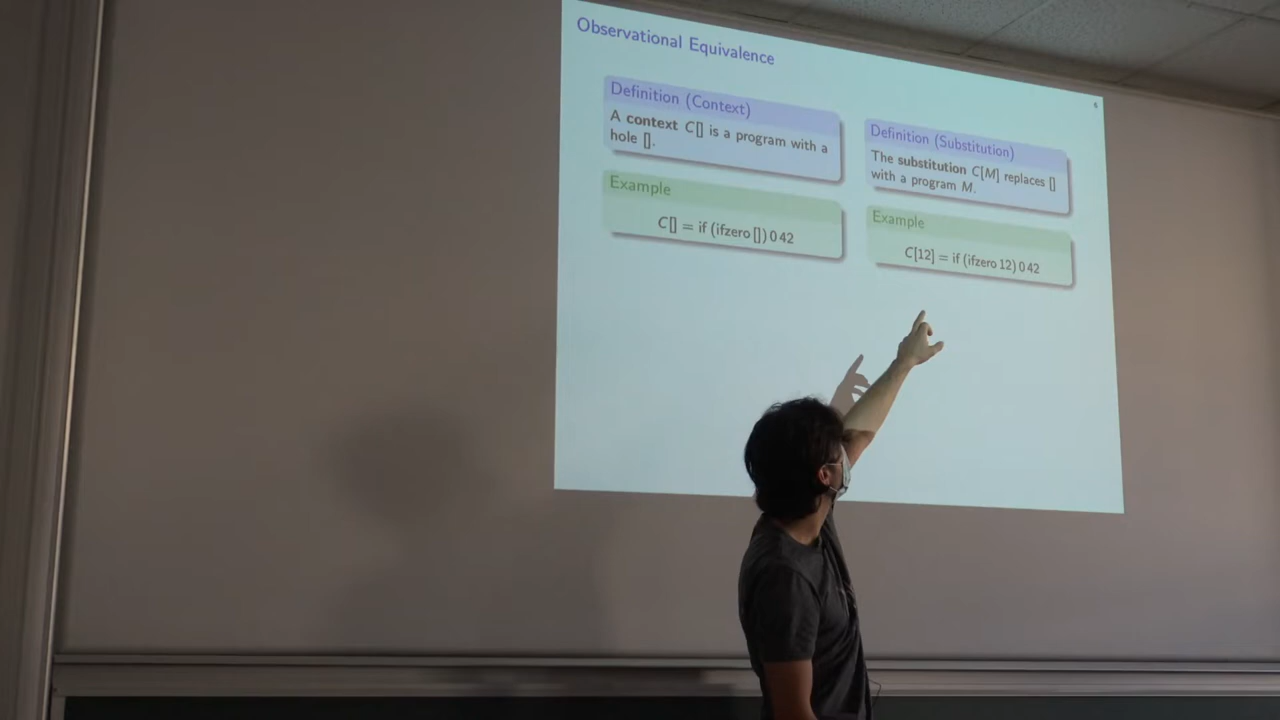 Observational Equivalence
6
Definition (Context)
A context C[] is a program with a
hole [].
Example
C[] = if (ifzero []) 0 42
Definition (Substitution)
The substitution C[M] replaces []
with a program M.
Example
C[12] = if (ifzero 12) 0 42